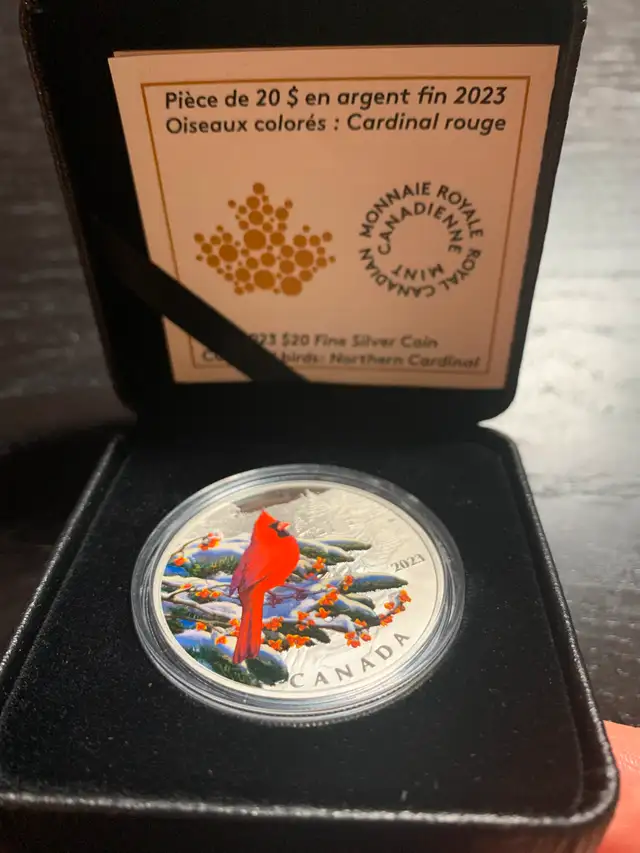 Pièce de 20 $ en argent fin 2023
Oiseaux colorés : Cardinal rouge
MONNAIE ROYALE
CANADIENNE
ROYAL CANADIAN
MINT
$20 Fine Silver Coin
birds: Northern Cardinal
2023
CANADA